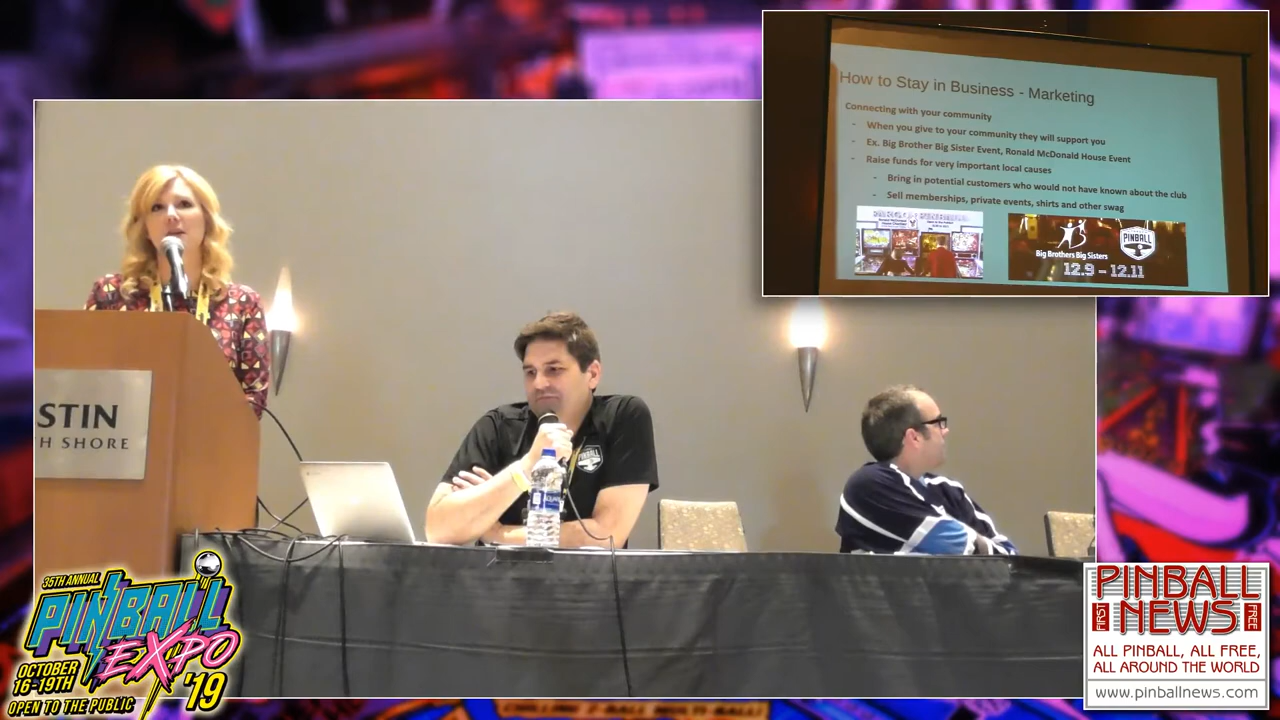 How to Stay in Business - Marketing
Connecting with your community
- When you give to your community they will support you
- Ex. Big Brother Big Sister Event, Ronald McDonald House Event
- Raise funds for very important local causes
- Bring in potential customers who would not have known about the club
- Sell memberships, private events, shirts and other swag
Big Brothers Big Sisters
PINBALL
12.9 – 12.11
STIN
H SHORE
PINBALL
35TH ANNUAL
PINBALL
EXPO
OCTOBER
16-19TH
'19
OPEN TO THE PUBLIC
PINBALL
FIRST NEWS FREE
ALL PINBALL, ALL FREE,
ALL AROUND THE WORLD
www.pinballnews.com